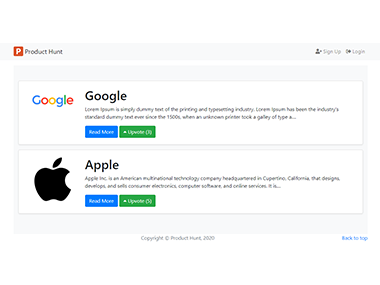 P Product Hunt
Sign Up Login
Google
Google
Lorem Ipsum is simply dummy text of the printing and typesetting industry. Lorem Ipsum has been the industry's
standard dummy text ever since the 1500s, when an unknown printer took a galley of type a...
Read More Upvote (3)
Apple
Apple Inc. is an American multinational technology company headquartered in Cupertino, California, that designs,
develops, and sells consumer electronics, computer software, and online services. It is...
Read More Upvote (5)
Copyright © Product Hunt, 2020 Back to top